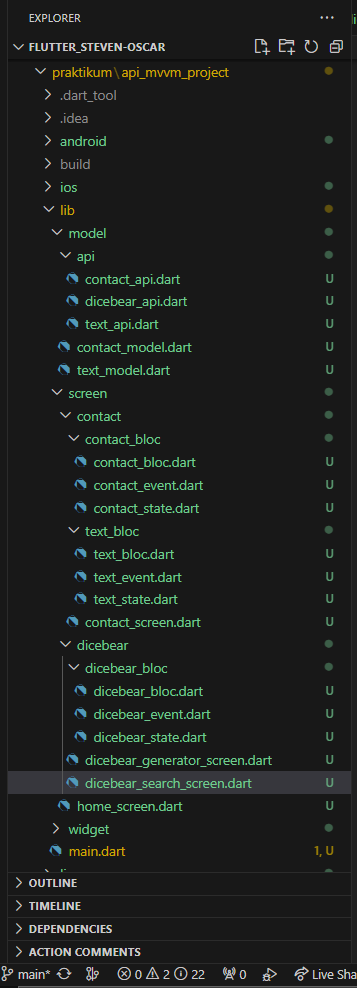 EXPLORER
FLUTTER_STEVEN-OSCAR
praktikum\api_mvvm_project
.dart_tool
.idea
android
build
ios
lib
model
api
contact_api.dart U
dicebear_api.dart U
text_api.dart U
contact_model.dart U
text_model.dart U
screen
contact
contact_bloc
contact_bloc.dart U
contact_event.dart U
contact_state.dart U
text_bloc
text_bloc.dart U
text_event.dart U
text_state.dart U
contact_screen.dart U
dicebear
dicebear_bloc
dicebear_bloc.dart U
dicebear_event.dart U
dicebear_state.dart U
dicebear_generator_screen.dart U
dicebear_search_screen.dart U
home_screen.dart U
widget
main.dart 1, U
OUTLINE
TIMELINE
DEPENDENCIES
ACTION COMMENTS
main* 0 2 22 0 Live Sha